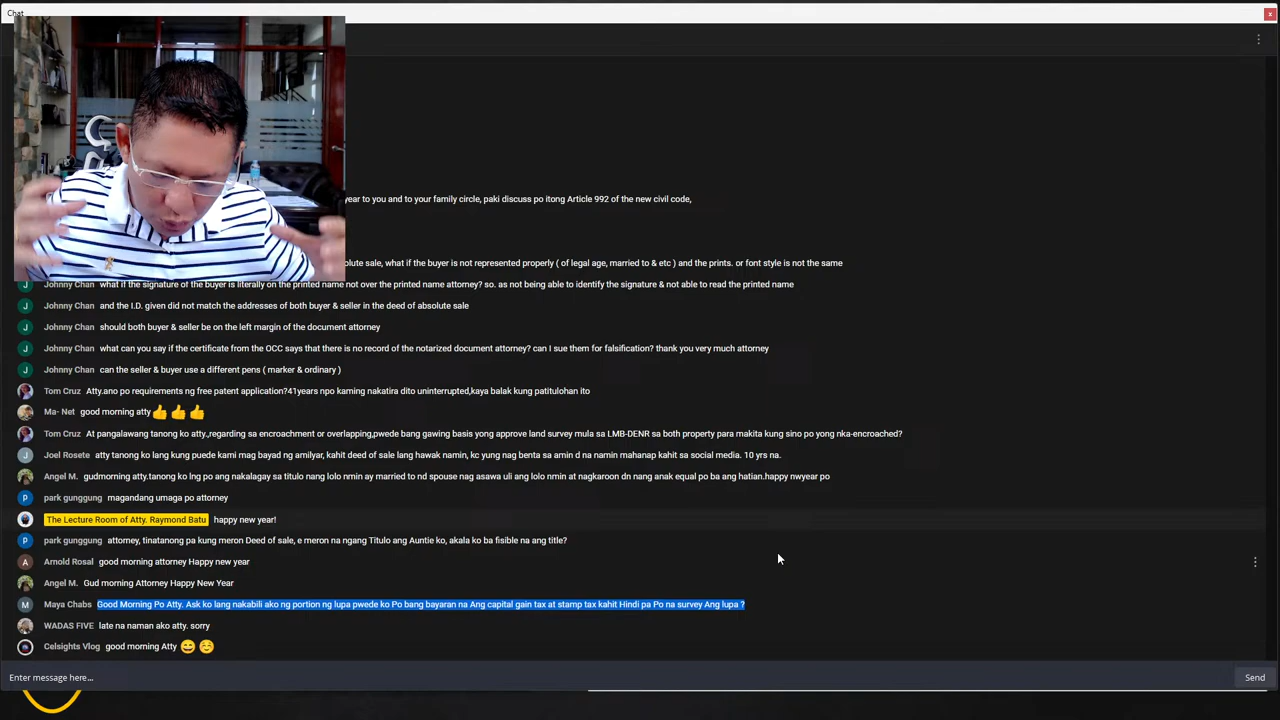 Chat
year to you and to your family circle, paki discuss po itong Article 992 of the new civil code,
olute sale, what if the buyer is not represented properly ( of legal age, married to & etc ) and the prints. or font style is not the same
J Johnny Chan what if the signature of the buyer is literally on the printed name not over the printed name attorney? so. as not being able to identify the signature & not able to read the printed name
J Johnny Chan and the I.D. given did not match the addresses of both buyer & seller in the deed of absolute sale
J Johnny Chan should both buyer & seller be on the left margin of the document attorney
J Johnny Chan what can you say if the certificate from the OCC says that there is no record of the notarized document attorney? can I sue them for falsification? thank you very much attorney
J Johnny Chan can the seller & buyer use a different pens ( marker & ordinary )
Tom Cruz Atty.ano po requirements ng free patent application?41years npo kaming nakatira dito uninterrupted,kaya balak kung patitulohan ito
Ma- Net good morning atty👍👍👍
Tom Cruz At pangalawang tanong ko atty.,regarding sa encroachment or overlapping,pwede bang gawing basis yong approve land survey mula sa LMB-DENR sa both property para makita kung sino po yong nka-encroached?
J Joel Rosete atty tanong ko lang kung puede kami mag bayad ng amilyar, kahit deed of sale lang hawak namin, kc yung nag benta sa amin d na namin mahanap kahit sa social media. 10 yrs na.
Angel M. gudmorning atty.tanong ko lng po ang nakalagay sa titulo nang lolo nmin ay married to nd spouse nag asawa uli ang lolo nmin at nagkaroon dn nang anak equal po ba ang hatian.happy nwyear po
p park gunggung magandang umaga po attorney
The Lecture Room of Atty. Raymond Batu happy new year!
p park gunggung attorney, tinatanong pa kung meron Deed of sale, e meron na ngang Titulo ang Auntie ko, akala ko ba fisible na ang title?
A Arnold Rosal good morning attorney Happy new year
Angel M. Gud morning Attorney Happy New Year
M Maya Chabs Good Morning Po Atty. Ask ko lang nakabili ako ng portion ng lupa pwede ko Po bang bayaran na Ang capital gain tax at stamp tax kahit Hindi pa Po na survey Ang lupa ?
WADAS FIVE late na naman ako atty. sorry
Celsights Vlog good morning Atty 😄 ☺️
Enter message here... Send